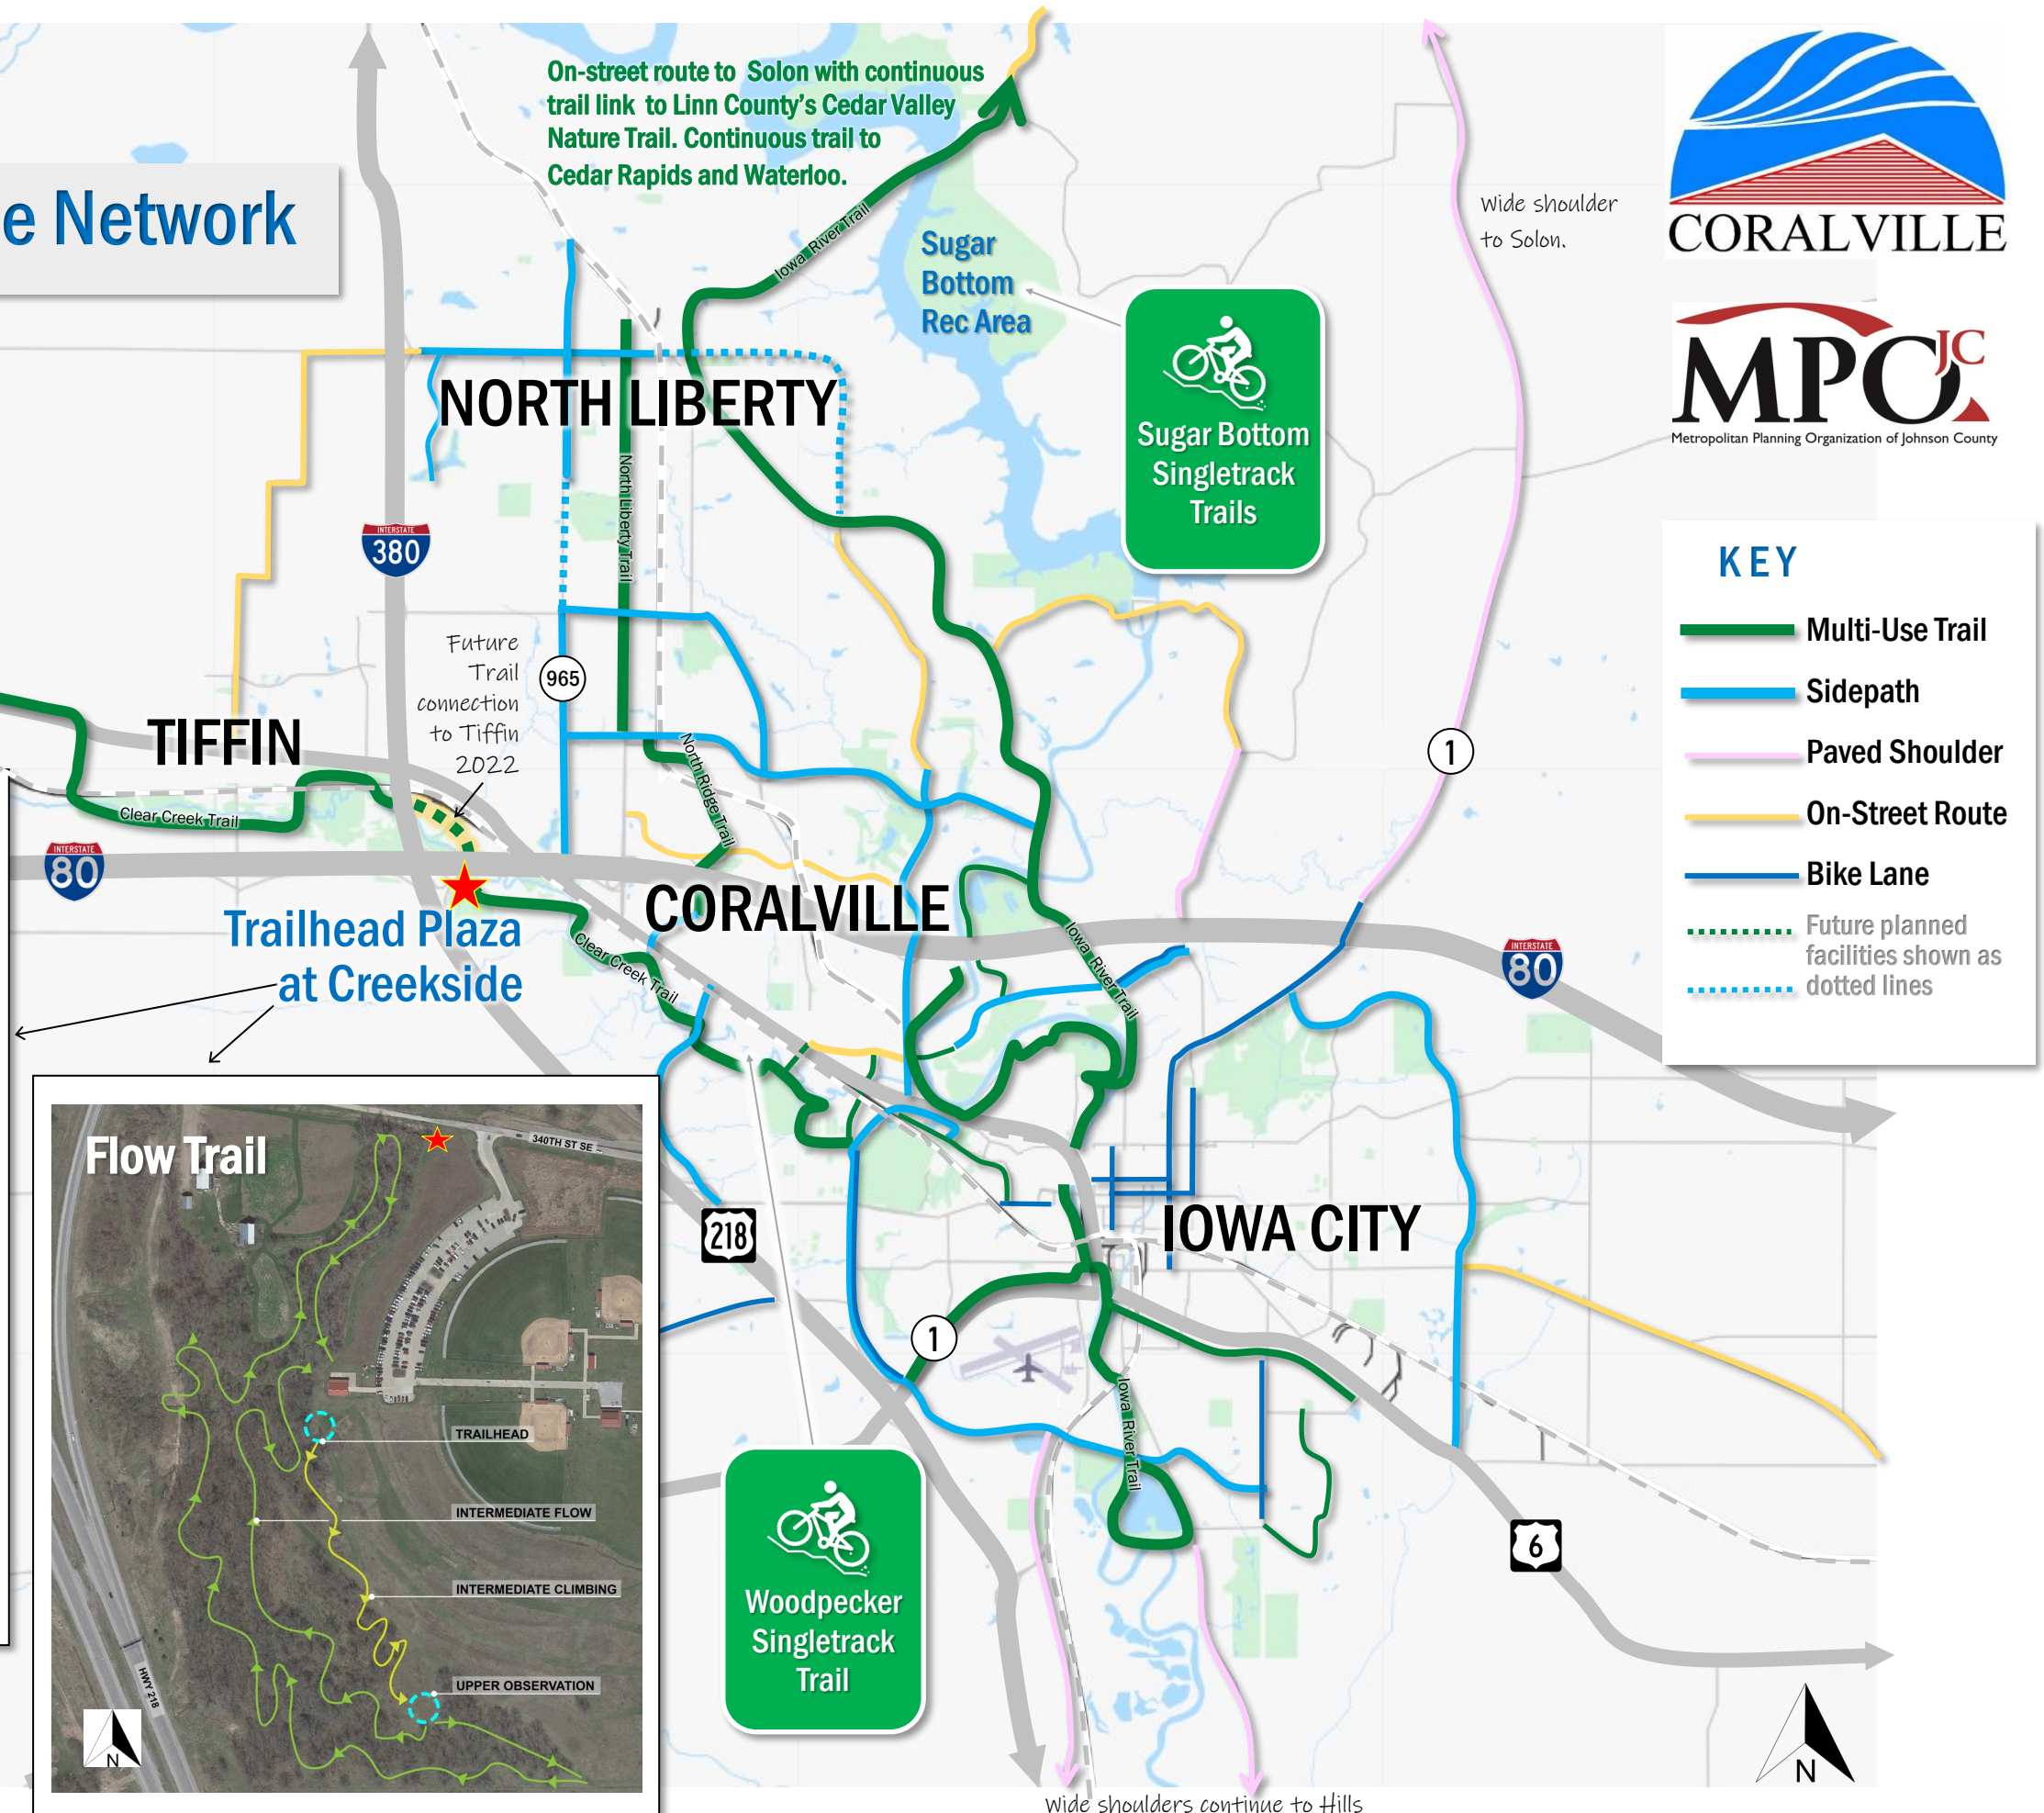 e Network
On-street route to Solon with continuous
trail link to Linn County's Cedar Valley
Nature Trail. Continuous trail to
Cedar Rapids and Waterloo.
Iowa River Trail
Sugar
Bottom
Rec Area
Sugar Bottom
Singletrack
Trails
Wide shoulder
to Solon.
CORALVILLE
MPOJC
Metropolitan Planning Organization of Johnson County
KEY
Multi-Use Trail
Sidepath
Paved Shoulder
On-Street Route
Bike Lane
Future planned
facilities shown as
dotted lines
NORTH LIBERTY
North Liberty Trail
INTERSTATE
380
Future
Trail
connection
to Tiffin
2022
965
1
TIFFIN
Clear Creek Trail
North Ridge Trail
INTERSTATE
80
CORALVILLE
Trailhead Plaza
at Creekside
Clear Creek Trail
Iowa River Trail
INTERSTATE
80
218
IOWA CITY
1
Iowa River Trail
6
Woodpecker
Singletrack
Trail
Wide shoulders continue to Hills
N
Flow Trail
340TH ST SE
TRAILHEAD
INTERMEDIATE FLOW
INTERMEDIATE CLIMBING
UPPER OBSERVATION
HWY 218
N